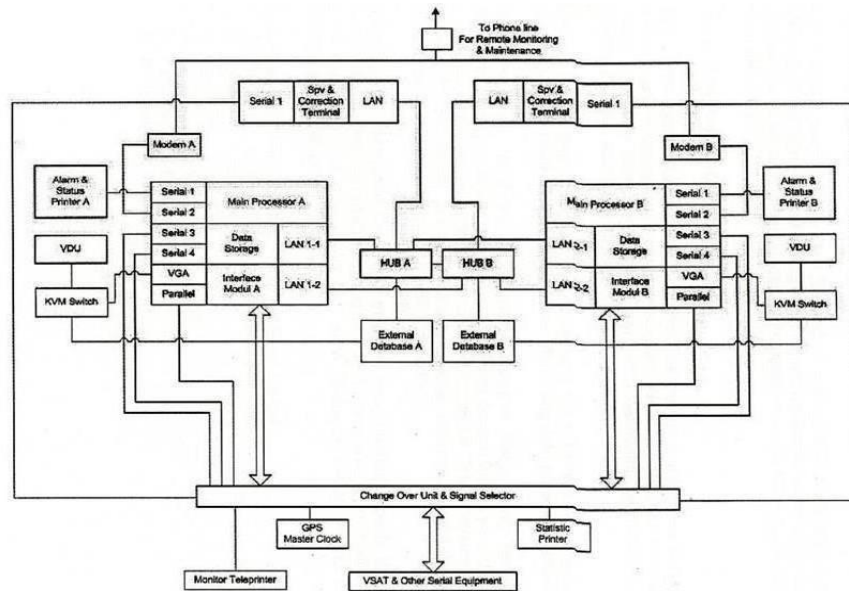 To Phone line
For Remote Monitoring
& Maintenance
Serial 1
Spv &
Correction
Terminal
LAN
LAN
Spv &
Correction
Terminal
Serial 1
Modem A
Modem B
Alarm &
Status
Printer A
Serial 1
Serial 2
Serial 3
Serial 4
VGA
Parallel
Main Processor A
Data
Storage
LAN 1-1
Interface
Modul A
LAN 1-2
VDU
KVM Switch
HUB A
HUB B
External
Database A
External
Database B
Main Processor B
LAN 2-1
Data
Storage
LAN 2-2
Interface
Modul B
Serial 1
Serial 2
Serial 3
Serial 4
VGA
Parallel
Alarm &
Status
Printer B
VDU
KVM Switch
Change Over Unit & Signal Selector
GPS
Master Clock
Statistic
Printer
Monitor Teleprinter
VSAT & Other Serial Equipment